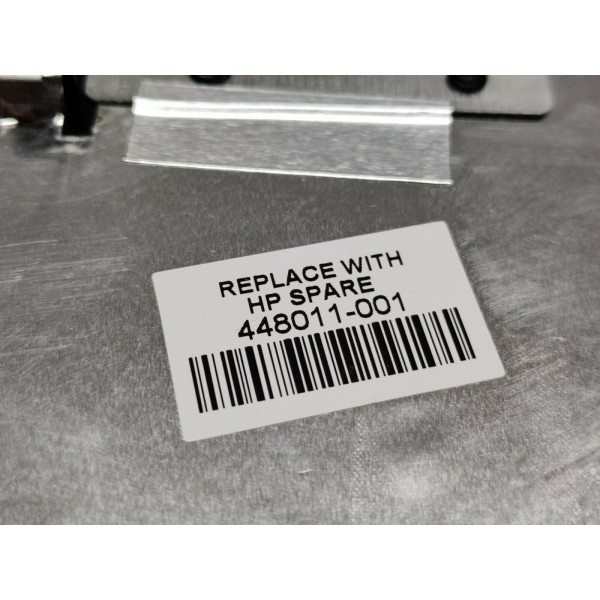 REPLACE WITH
HP SPARE
448011-001